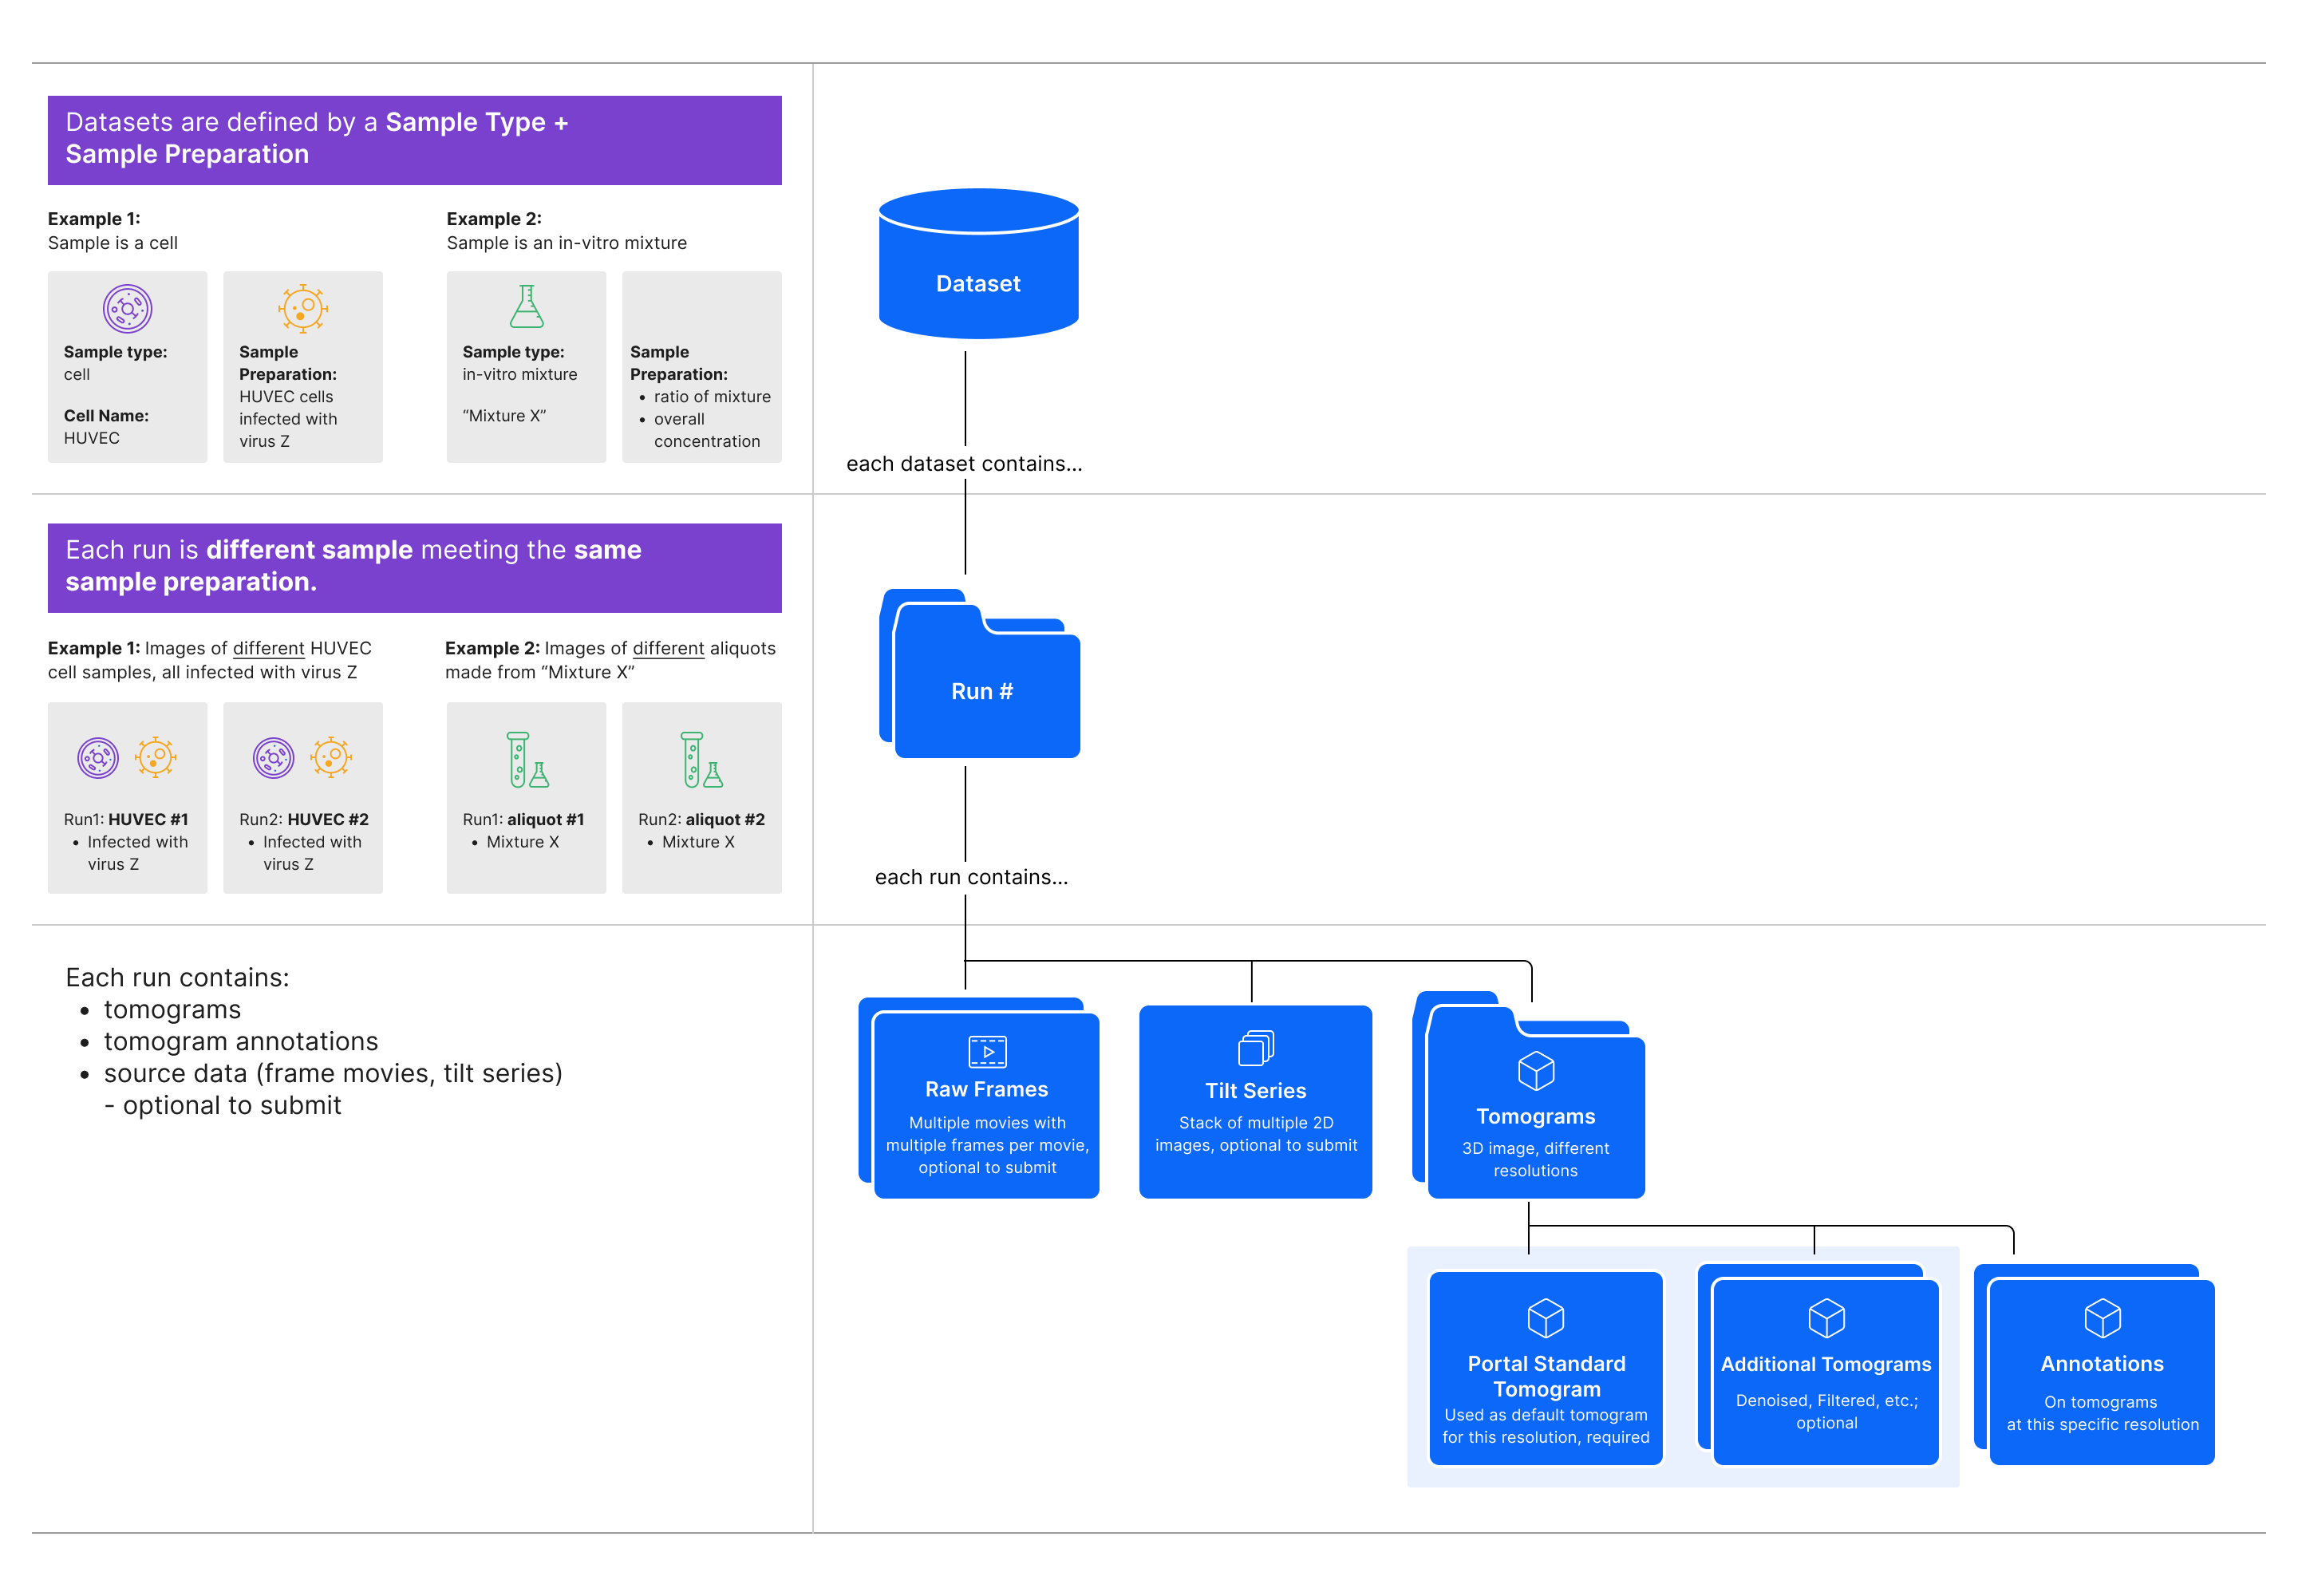 Datasets are defined by a Sample Type +
Sample Preparation
Example 1:
Sample is a cell
Example 2:
Sample is an in-vitro mixture
Sample type:
cell
Cell Name:
HUVEC
Sample
Preparation:
HUVEC cells
infected with
virus Z
Sample type:
in-vitro mixture
“Mixture X”
Sample
Preparation:
• ratio of mixture
• overall
concentration
Dataset
each dataset contains...
Each run is different sample meeting the same
sample preparation.
Example 1: Images of different HUVEC
cell samples, all infected with virus Z
Example 2: Images of different aliquots
made from “Mixture X”
Run1: HUVEC #1
• Infected with
virus Z
Run2: HUVEC #2
• Infected with
virus Z
Run1: aliquot #1
• Mixture X
Run2: aliquot #2
• Mixture X
Run #
each run contains...
Each run contains:
• tomograms
• tomogram annotations
• source data (frame movies, tilt series)
- optional to submit
Raw Frames
Multiple movies with
multiple frames per movie,
optional to submit
Tilt Series
Stack of multiple 2D
images, optional to submit
Tomograms
3D image, different
resolutions
Portal Standard
Tomogram
Used as default tomogram
for this resolution, required
Additional Tomograms
Denoised, Filtered, etc.;
optional
Annotations
On tomograms
at this specific resolution